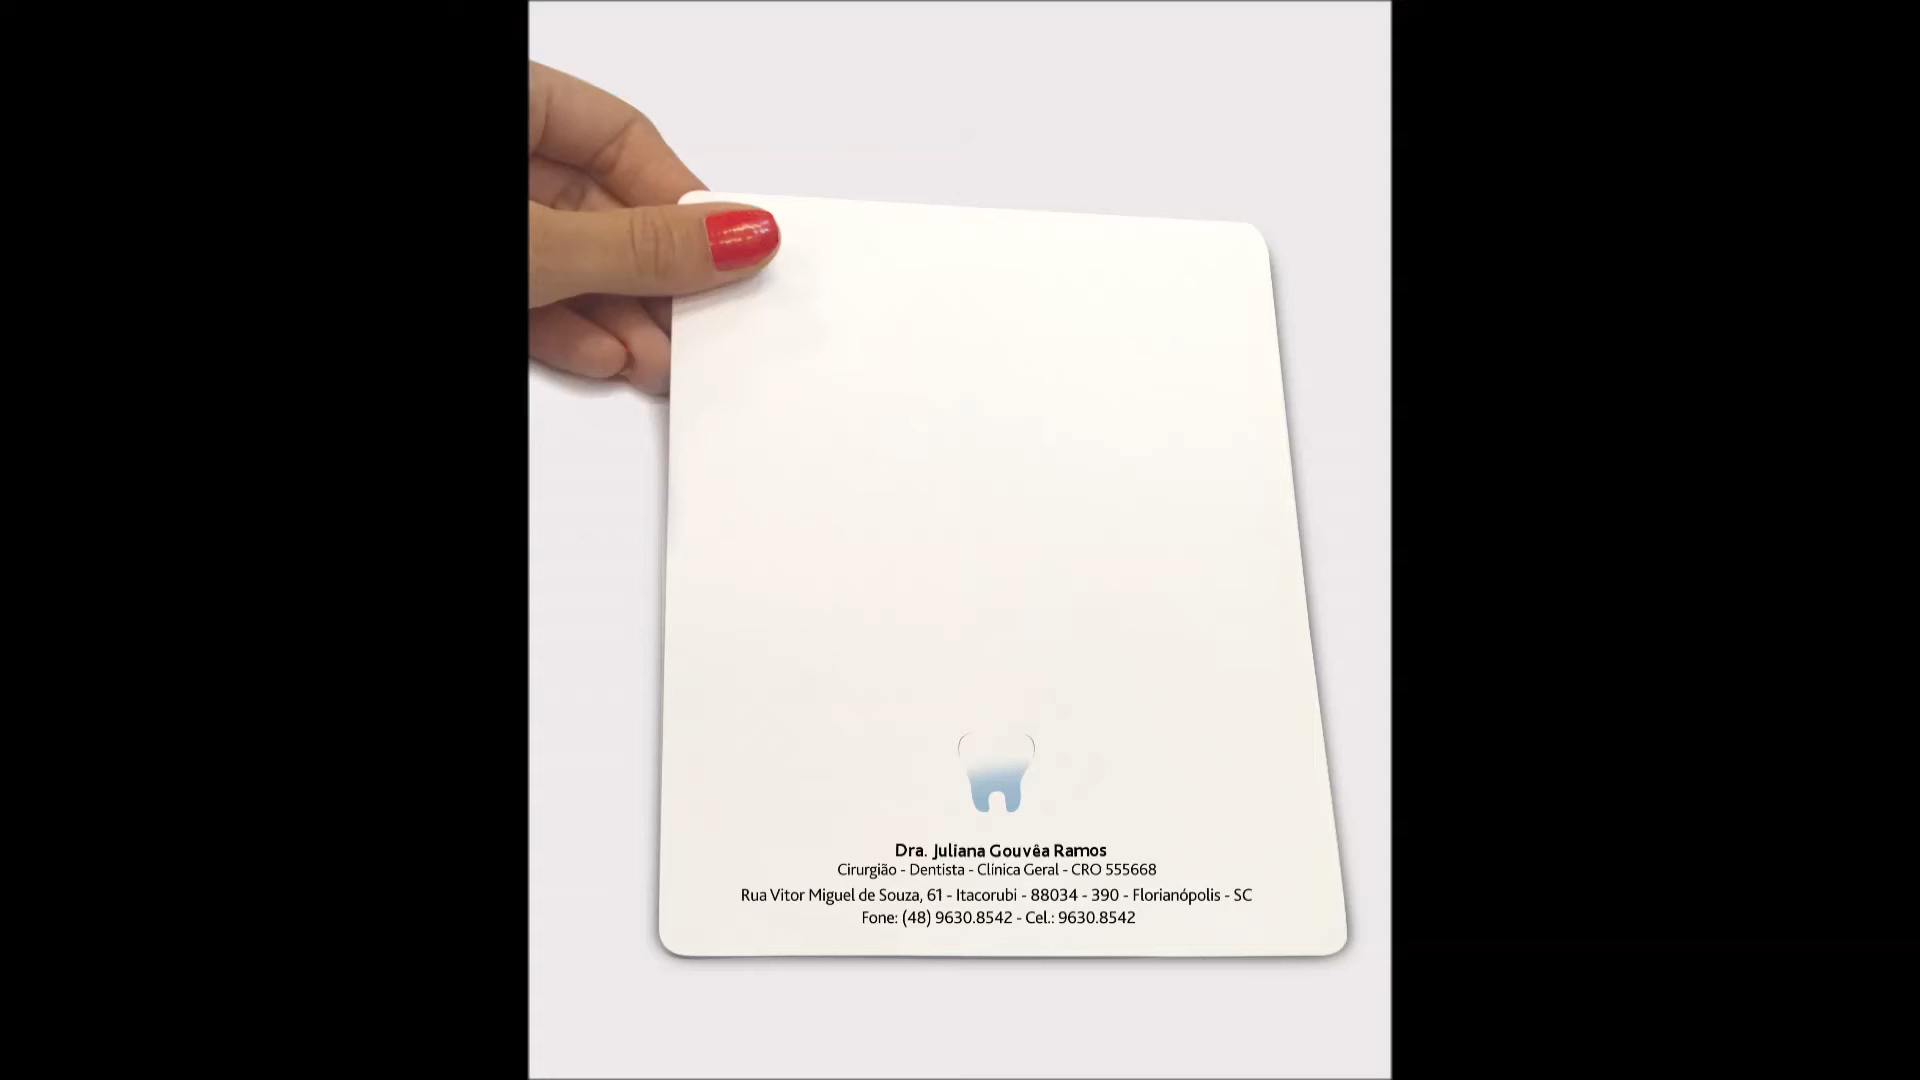 Dra. Juliana Gouvêa Ramos
Cirurgião - Dentista - Clínica Geral - CRO 555668
Rua Vitor Miguel de Souza, 61 - Itacorubi - 88034 - 390 - Florianópolis - SC
Fone: (48) 9630.8542 - Cel.: 9630.8542